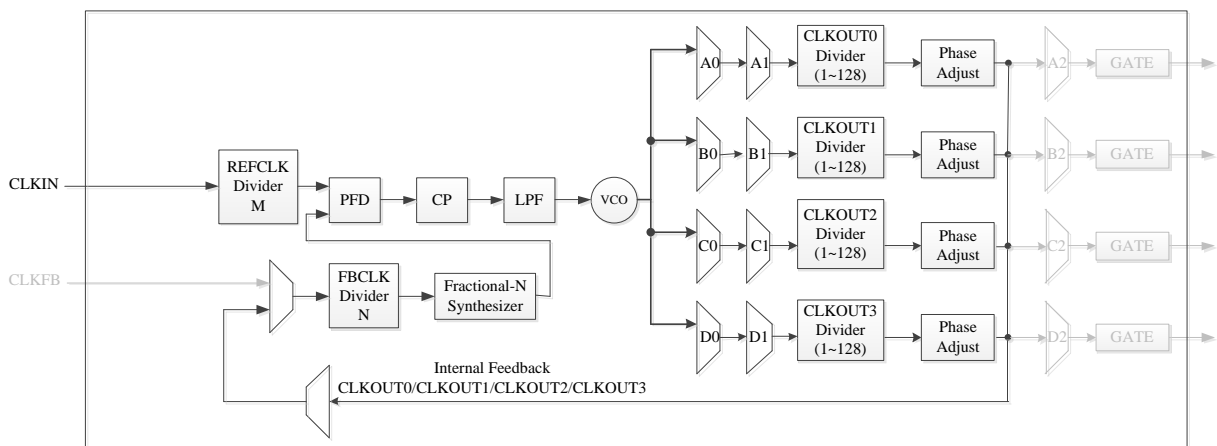 A0
A1
CLKOUT0
Divider
(1~128)
Phase
Adjust
A2
GATE
B0
B1
CLKOUT1
Divider
(1~128)
Phase
Adjust
B2
GATE
CLKIN
REFCLK
Divider
M
PFD
CP
LPF
VCO
C0
C1
CLKOUT2
Divider
(1~128)
Phase
Adjust
C2
GATE
CLKFB
FBCLK
Divider
N
Fractional-N
Synthesizer
D0
D1
CLKOUT3
Divider
(1~128)
Phase
Adjust
D2
GATE
Internal Feedback
CLKOUT0/CLKOUT1/CLKOUT2/CLKOUT3